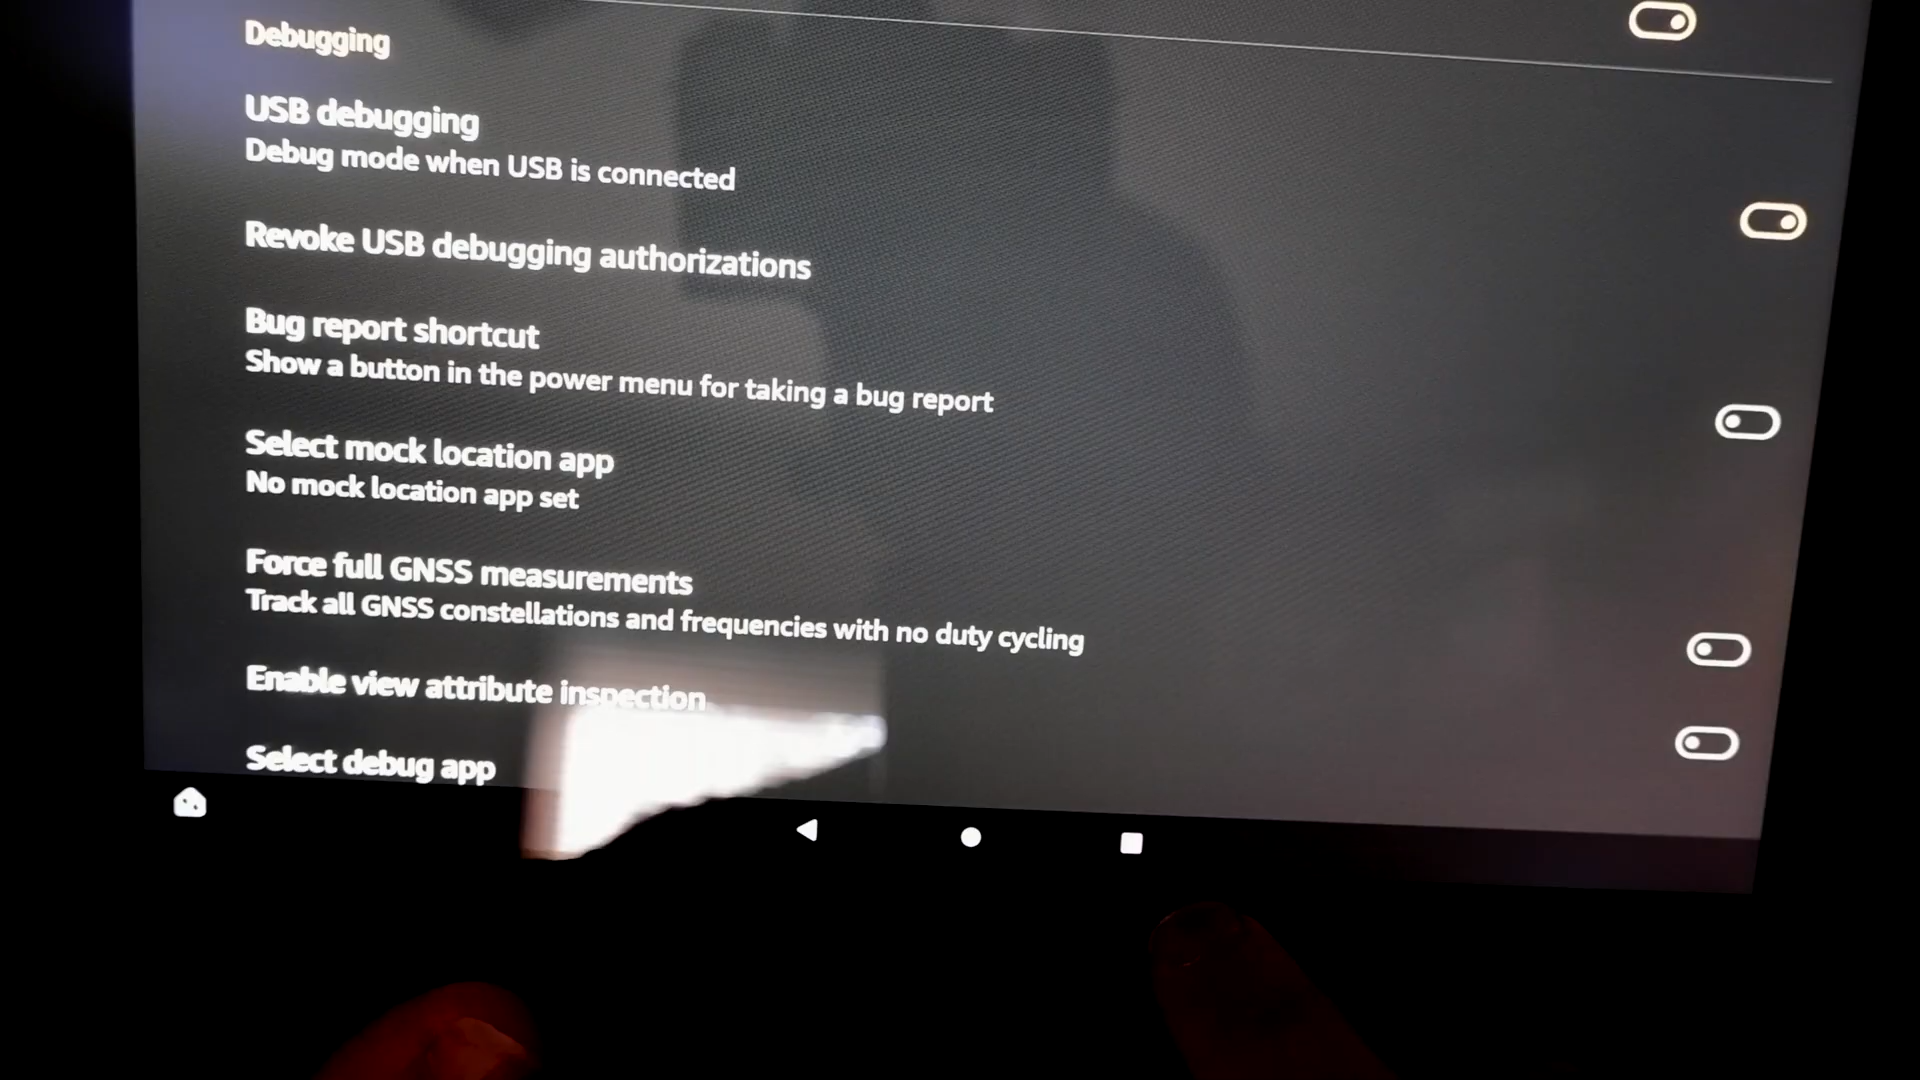 Debugging
USB debugging
Debug mode when USB is connected
Revoke USB debugging authorizations
Bug report shortcut
Show a button in the power menu for taking a bug report
Select mock location app
No mock location app set
Force full GNSS measurements
Track all GNSS constellations and frequencies with no duty cycling
Enable view attribute inspection
Select debug app